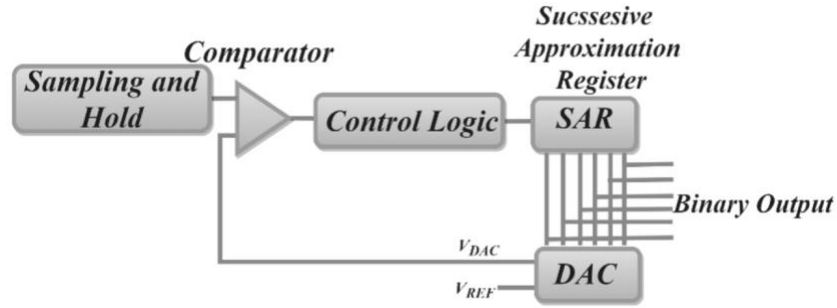 Sucssesive
Approximation
Register
Comparator
Sampling and
Hold
Control Logic
SAR
Binary Output
VDAC
VREF
DAC